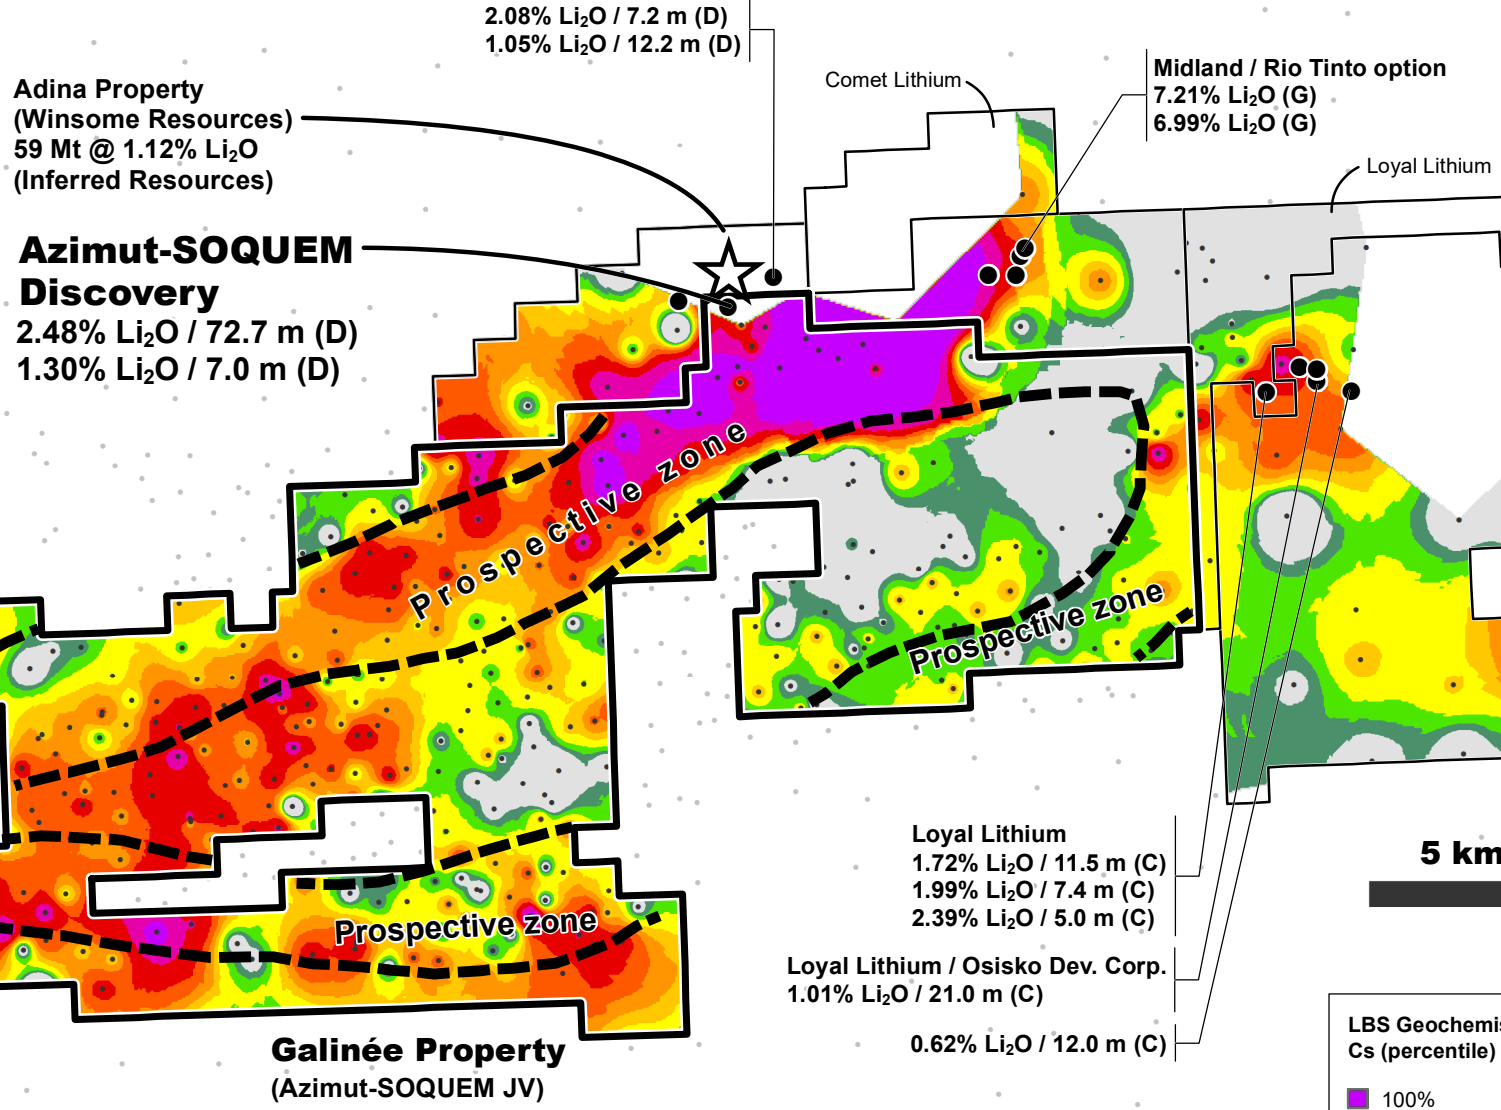 2.08% Li2O / 7.2 m (D)
1.05% Li2O / 12.2 m (D)
Adina Property
(Winsome Resources)
59 Mt @ 1.12% Li2O
(Inferred Resources)
Comet Lithium
Midland / Rio Tinto option
7.21% Li2O (G)
6.99% Li2O (G)
Loyal Lithium
Azimut-SOQUEM
Discovery
2.48% Li2O / 72.7 m (D)
1.30% Li2O / 7.0 m (D)
Prospective zone
Prospective zone
Prospective zone
Loyal Lithium
1.72% Li2O / 11.5 m (C)
1.99% Li2O / 7.4 m (C)
2.39% Li2O / 5.0 m (C)
Loyal Lithium / Osisko Dev. Corp.
1.01% Li2O / 21.0 m (C)
0.62% Li2O / 12.0 m (C)
5 km
Galinée Property
(Azimut-SOQUEM JV)
LBS Geochemis
Cs (percentile)
100%